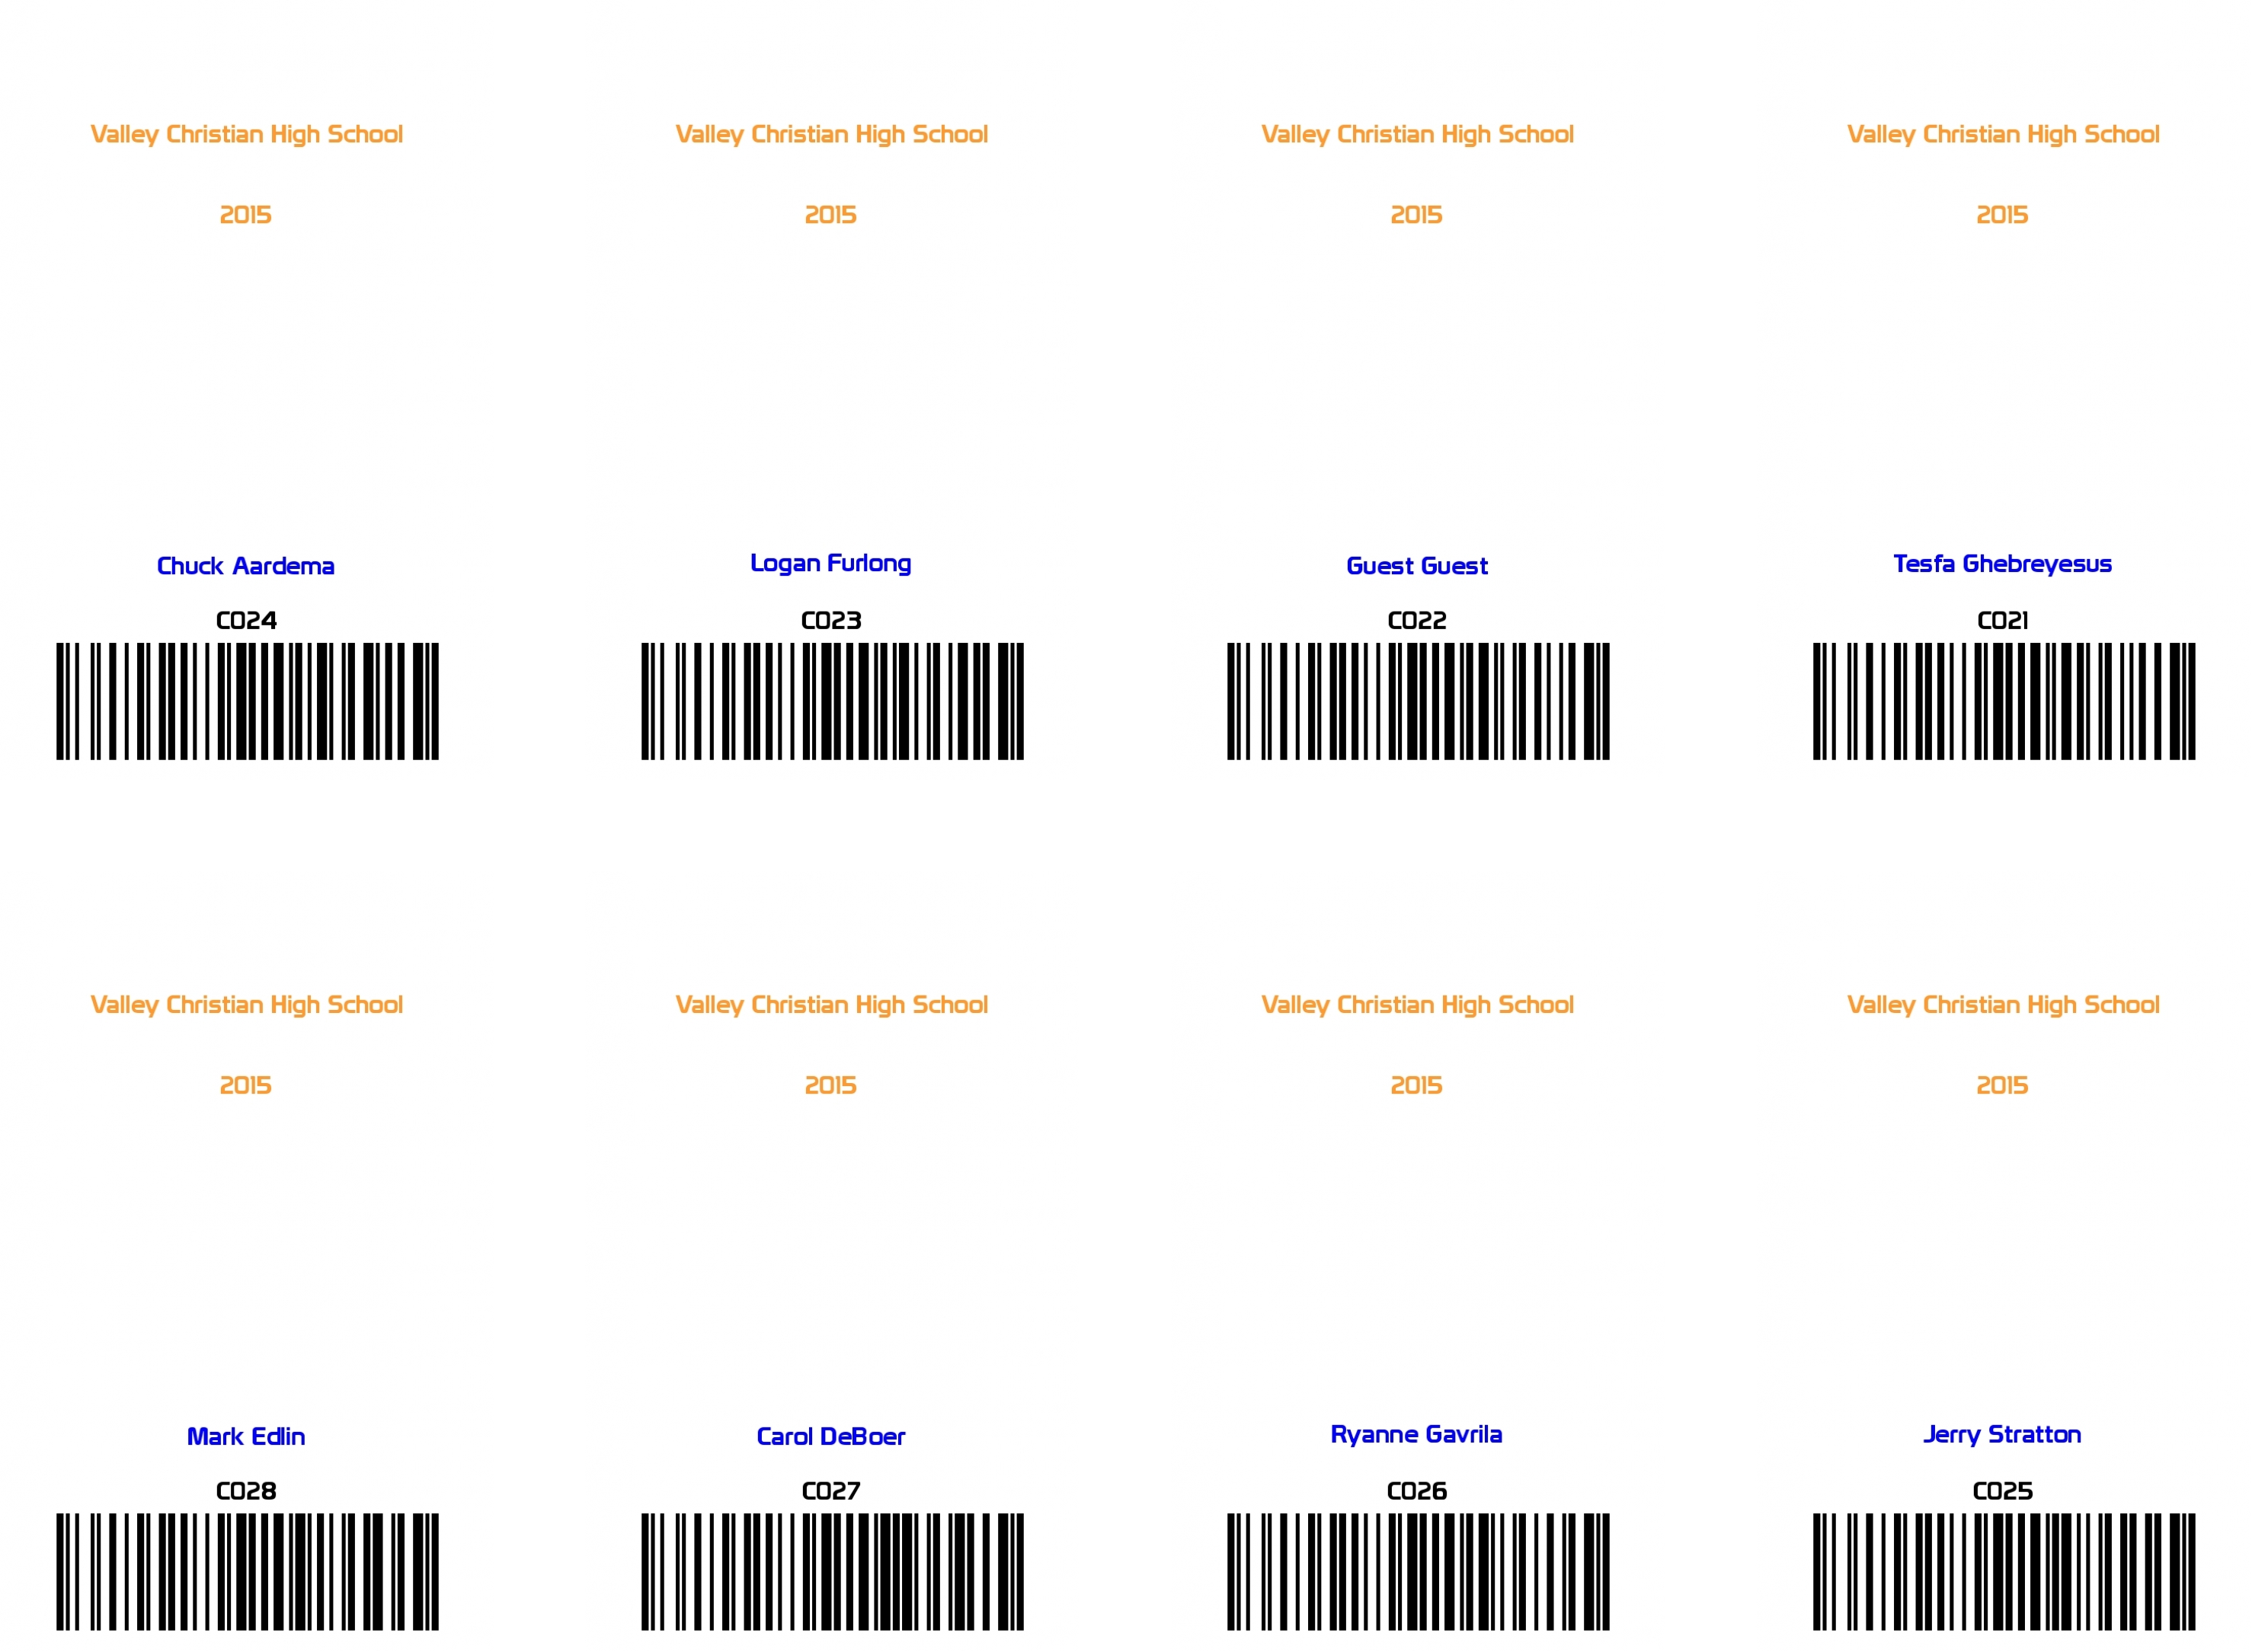 Valley Christian High School
2015
Chuck Aardema
C024
Valley Christian High School
2015
Logan Furlong
C023
Valley Christian High School
2015
Guest Guest
C022
Valley Christian High School
2015
Tesfa Ghebreyesus
C021
Valley Christian High School
2015
Mark Edlin
C028
Valley Christian High School
2015
Carol DeBoer
C027
Valley Christian High School
2015
Ryanne Gavrila
C026
Valley Christian High School
2015
Jerry Stratton
C025